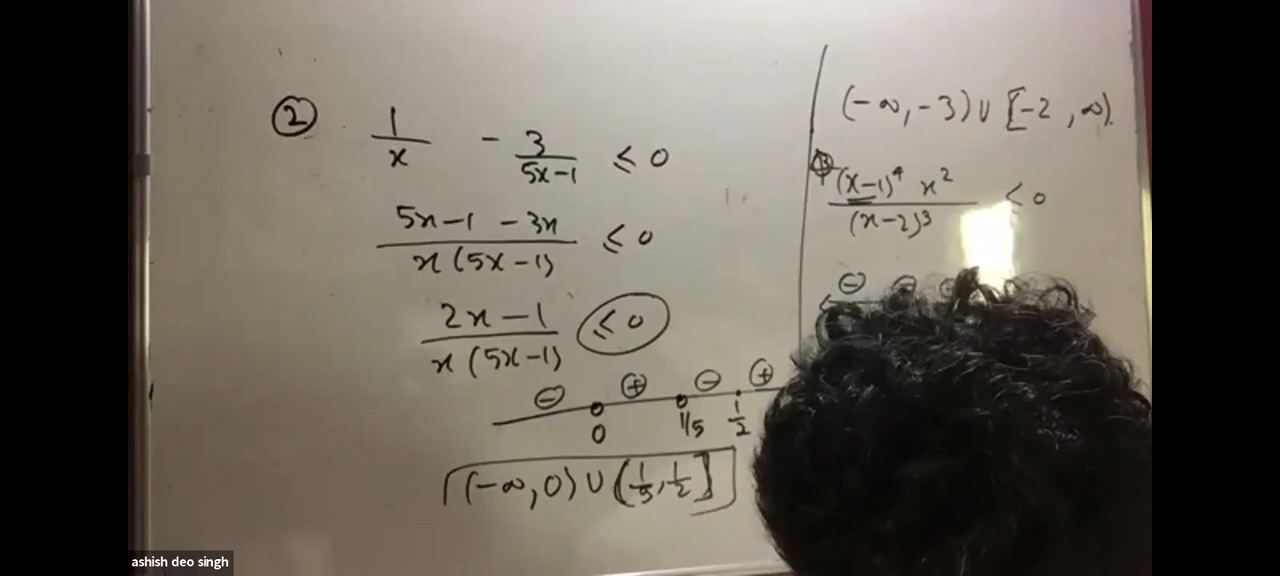 ② 1/x - 3/5x-1 ≤ 0
5x-1 -3x / x(5x-1) ≤ 0
2x-1 / x(5x-1) ≤ 0
⊖ ⊕ ⊖ ⊕
0 1/5 1/2
(-∞,0) ∪ (1/5, 1/2]
(-∞,-3) ∪ [-2,∞).
(x-1)⁴ x² / (x-2)³ ≤ 0
⊖ ⊖
ashish deo singh